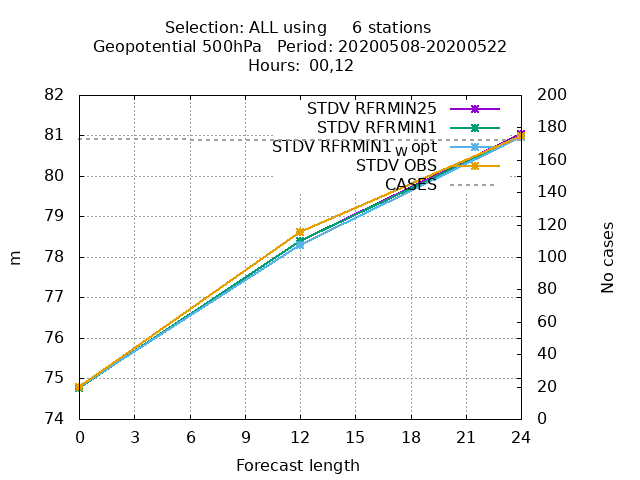 Selection: ALL using     6 stations
Geopotential 500hPa   Period: 20200508-20200522
Hours: 00,12
STDV RFRMIN25
STDV RFRMIN1
STDV RFRMIN1_w opt
STDV OBS
CASES
82
81
80
79
78
77
76
75
74
m
200
180
160
140
120
100
80
60
40
20
0
No cases
0 3 6 9 12 15 18 21 24
Forecast length